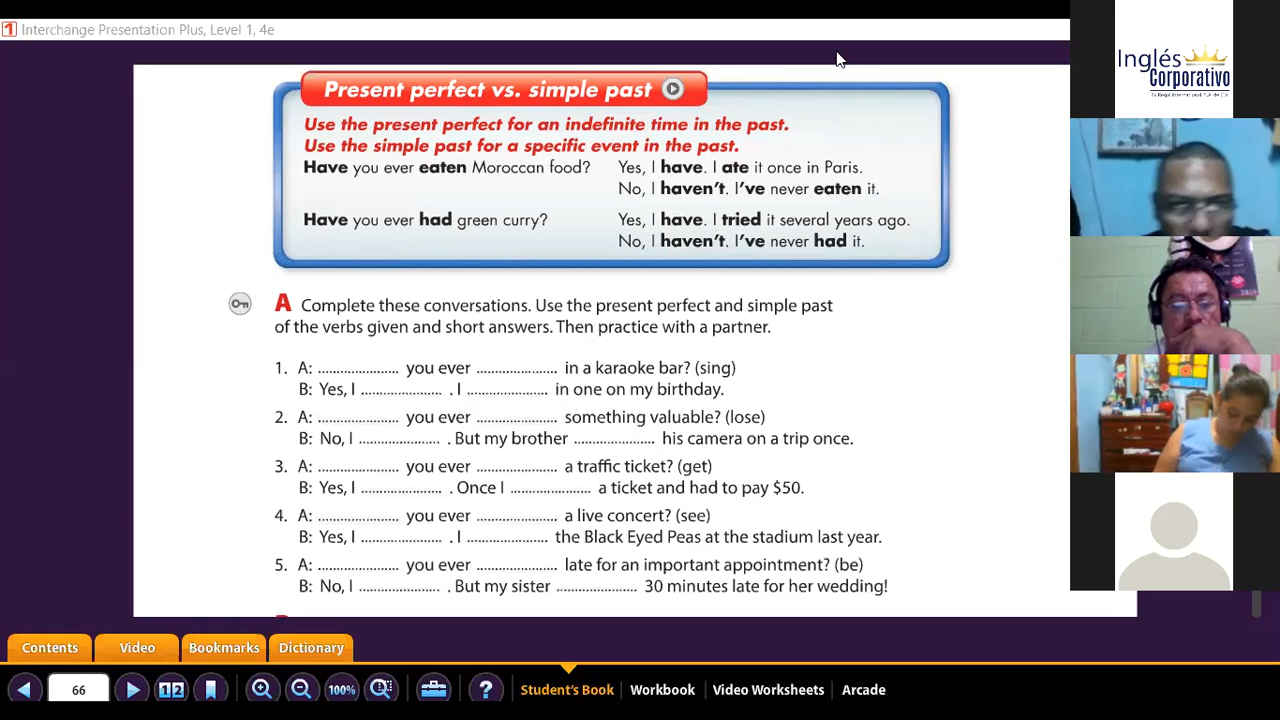 Interchange Presentation Plus, Level 1, 4e
Inglés
Corporativo
Present perfect vs. simple past
Use the present perfect for an indefinite time in the past.
Use the simple past for a specific event in the past.
Have you ever eaten Moroccan food? Yes, I have. I ate it once in Paris.
No, I haven't. I've never eaten it.
Have you ever had green curry? Yes, I have. I tried it several years ago.
No, I haven't. I've never had it.
A Complete these conversations. Use the present perfect and simple past
of the verbs given and short answers. Then practice with a partner.
1. A: ..................... you ever ..................... in a karaoke bar? (sing)
B: Yes, I ..................... . I ..................... in one on my birthday.
2. A: ..................... you ever ..................... something valuable? (lose)
B: No, I ..................... . But my brother ..................... his camera on a trip once.
3. A: ..................... you ever ..................... a traffic ticket? (get)
B: Yes, I ..................... . Once I ..................... a ticket and had to pay $50.
4. A: ..................... you ever ..................... a live concert? (see)
B: Yes, I ..................... . I ..................... the Black Eyed Peas at the stadium last year.
5. A: ..................... you ever ..................... late for an important appointment? (be)
B: No, I ..................... . But my sister ..................... 30 minutes late for her wedding!
Contents Video Bookmarks Dictionary
66 1 2 100% ? Student's Book Workbook Video Worksheets Arcade